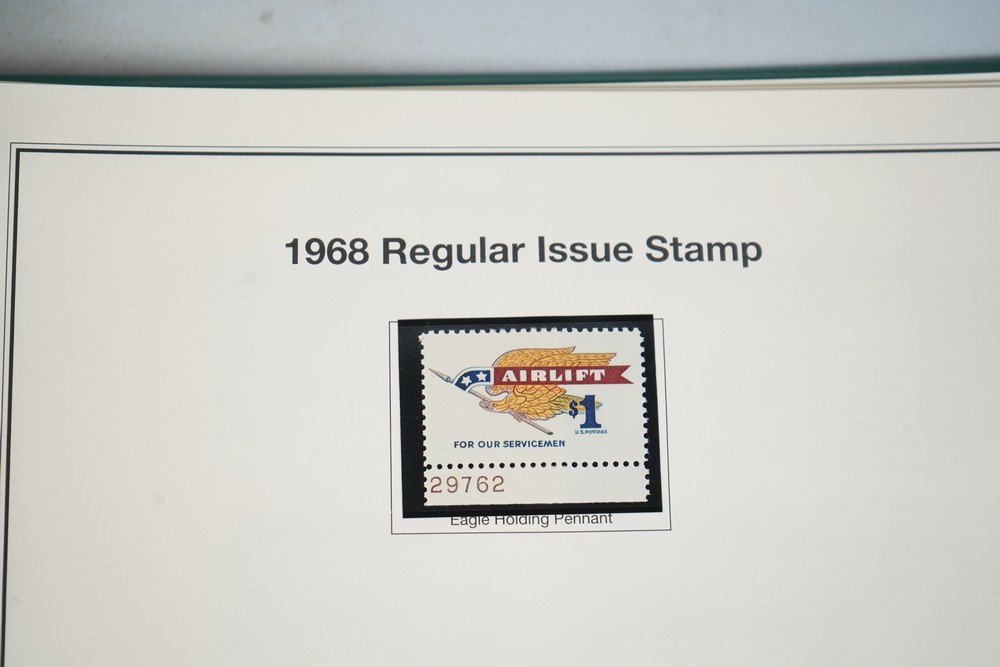 1968 Regular Issue Stamp
AIRLIFT
$1
U.S. POSTAGE
FOR OUR SERVICEMEN
29762
Eagle Holding Pennant